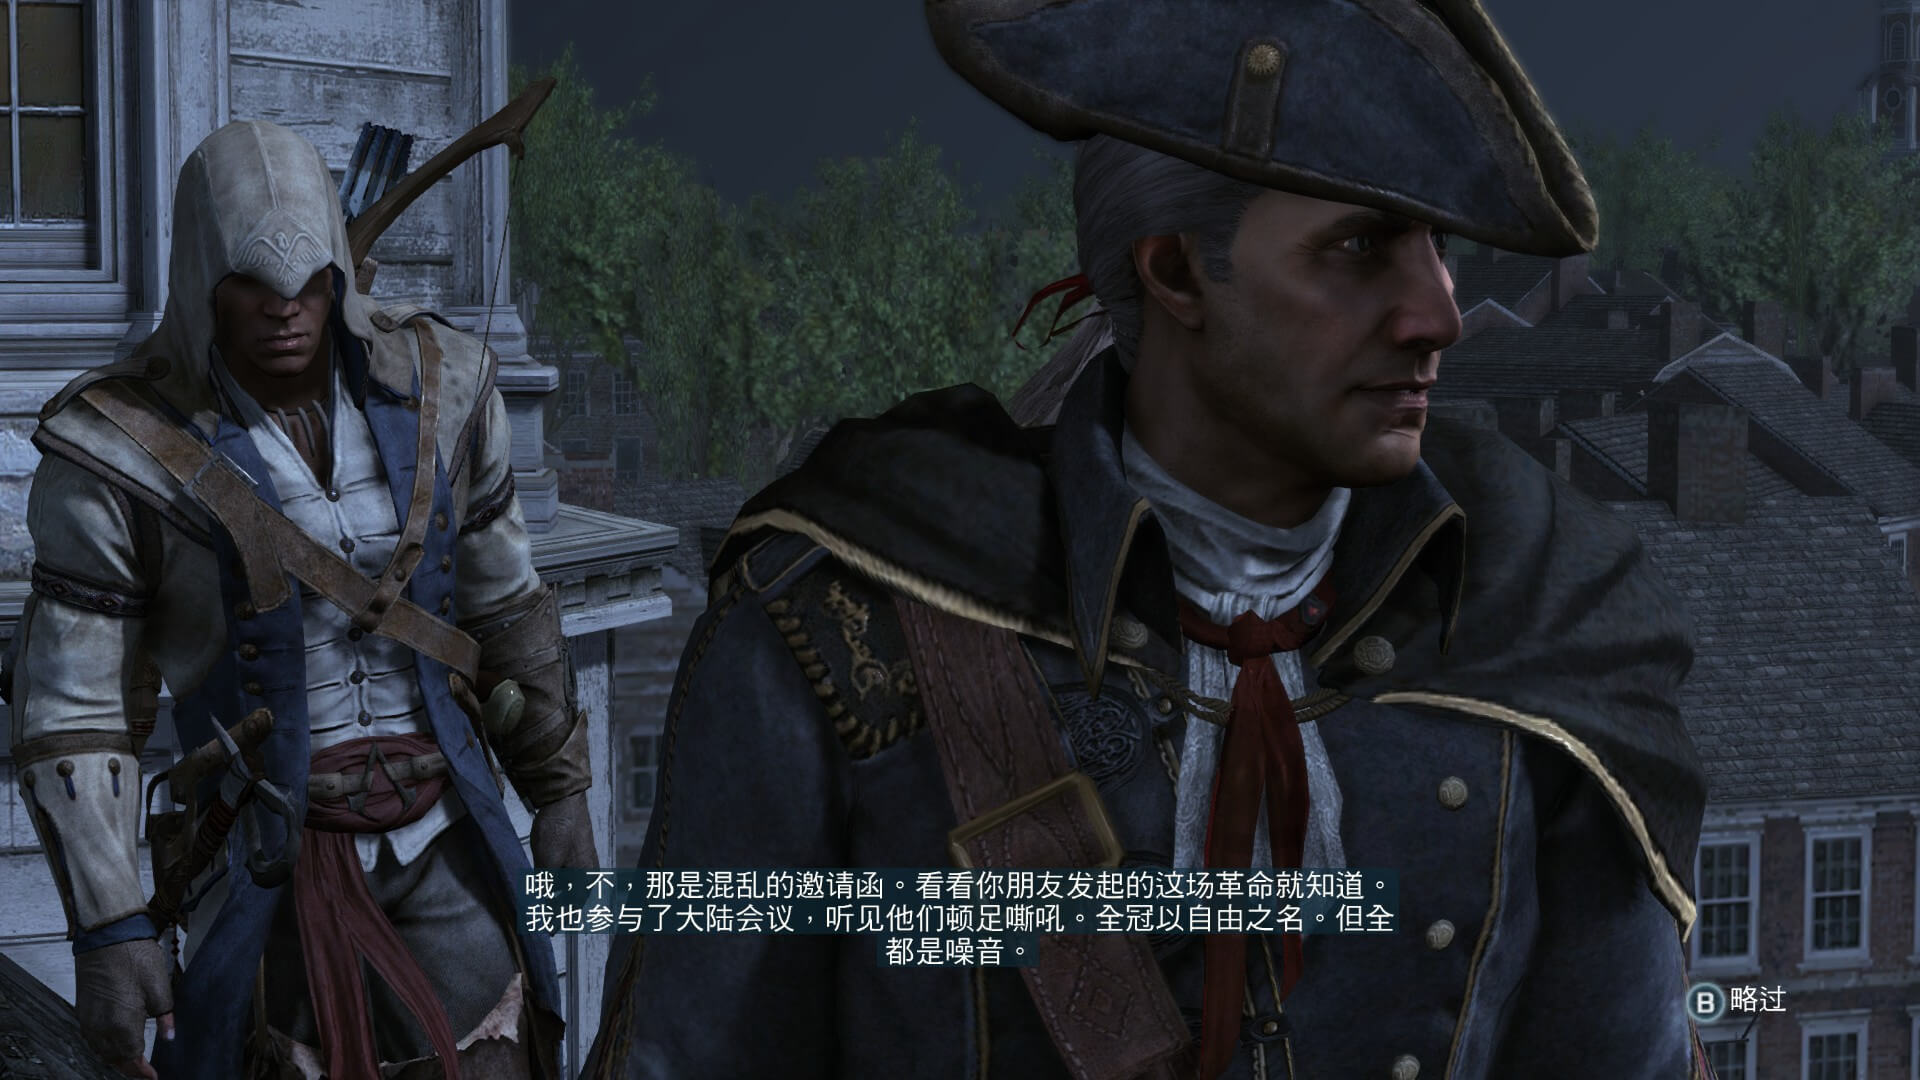 哦，不，那是混乱的邀请函。看看你朋友发起的这场革命就知道。
我也参与了大陆会议，听见他们顿足嘶吼。全冠以自由之名。但全
都是噪音。
B 略过